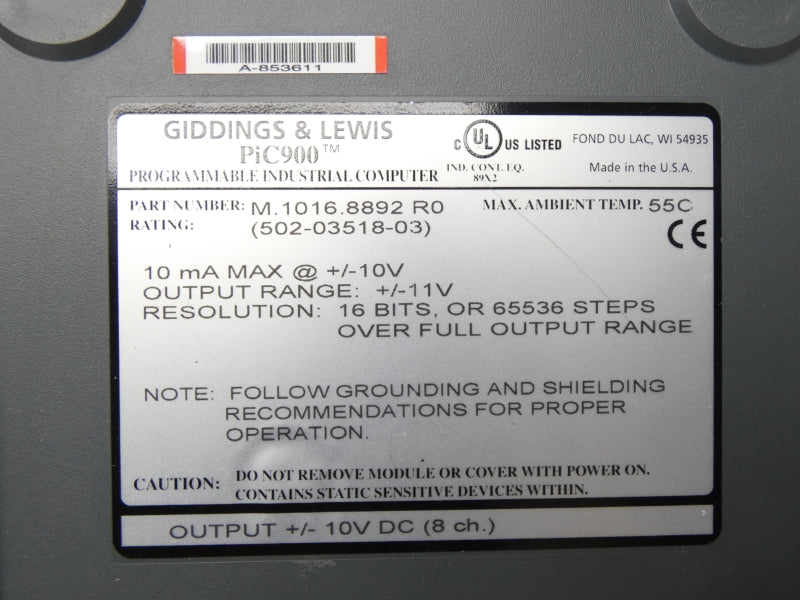 A-853611
GIDDINGS & LEWIS
PiC900™
PROGRAMMABLE INDUSTRIAL COMPUTER
C UL US LISTED
IND. CONT. EQ.
89X2
FOND DU LAC, WI 54935
Made in the U.S.A.
PART NUMBER: M.1016.8892 R0
MAX. AMBIENT TEMP. 55C
RATING: (502-03518-03)
CE
10 mA MAX @ +/-10V
OUTPUT RANGE: +/-11V
RESOLUTION: 16 BITS, OR 65536 STEPS
OVER FULL OUTPUT RANGE
NOTE: FOLLOW GROUNDING AND SHIELDING
RECOMMENDATIONS FOR PROPER
OPERATION.
CAUTION: DO NOT REMOVE MODULE OR COVER WITH POWER ON.
CONTAINS STATIC SENSITIVE DEVICES WITHIN.
OUTPUT +/- 10V DC (8 ch.)